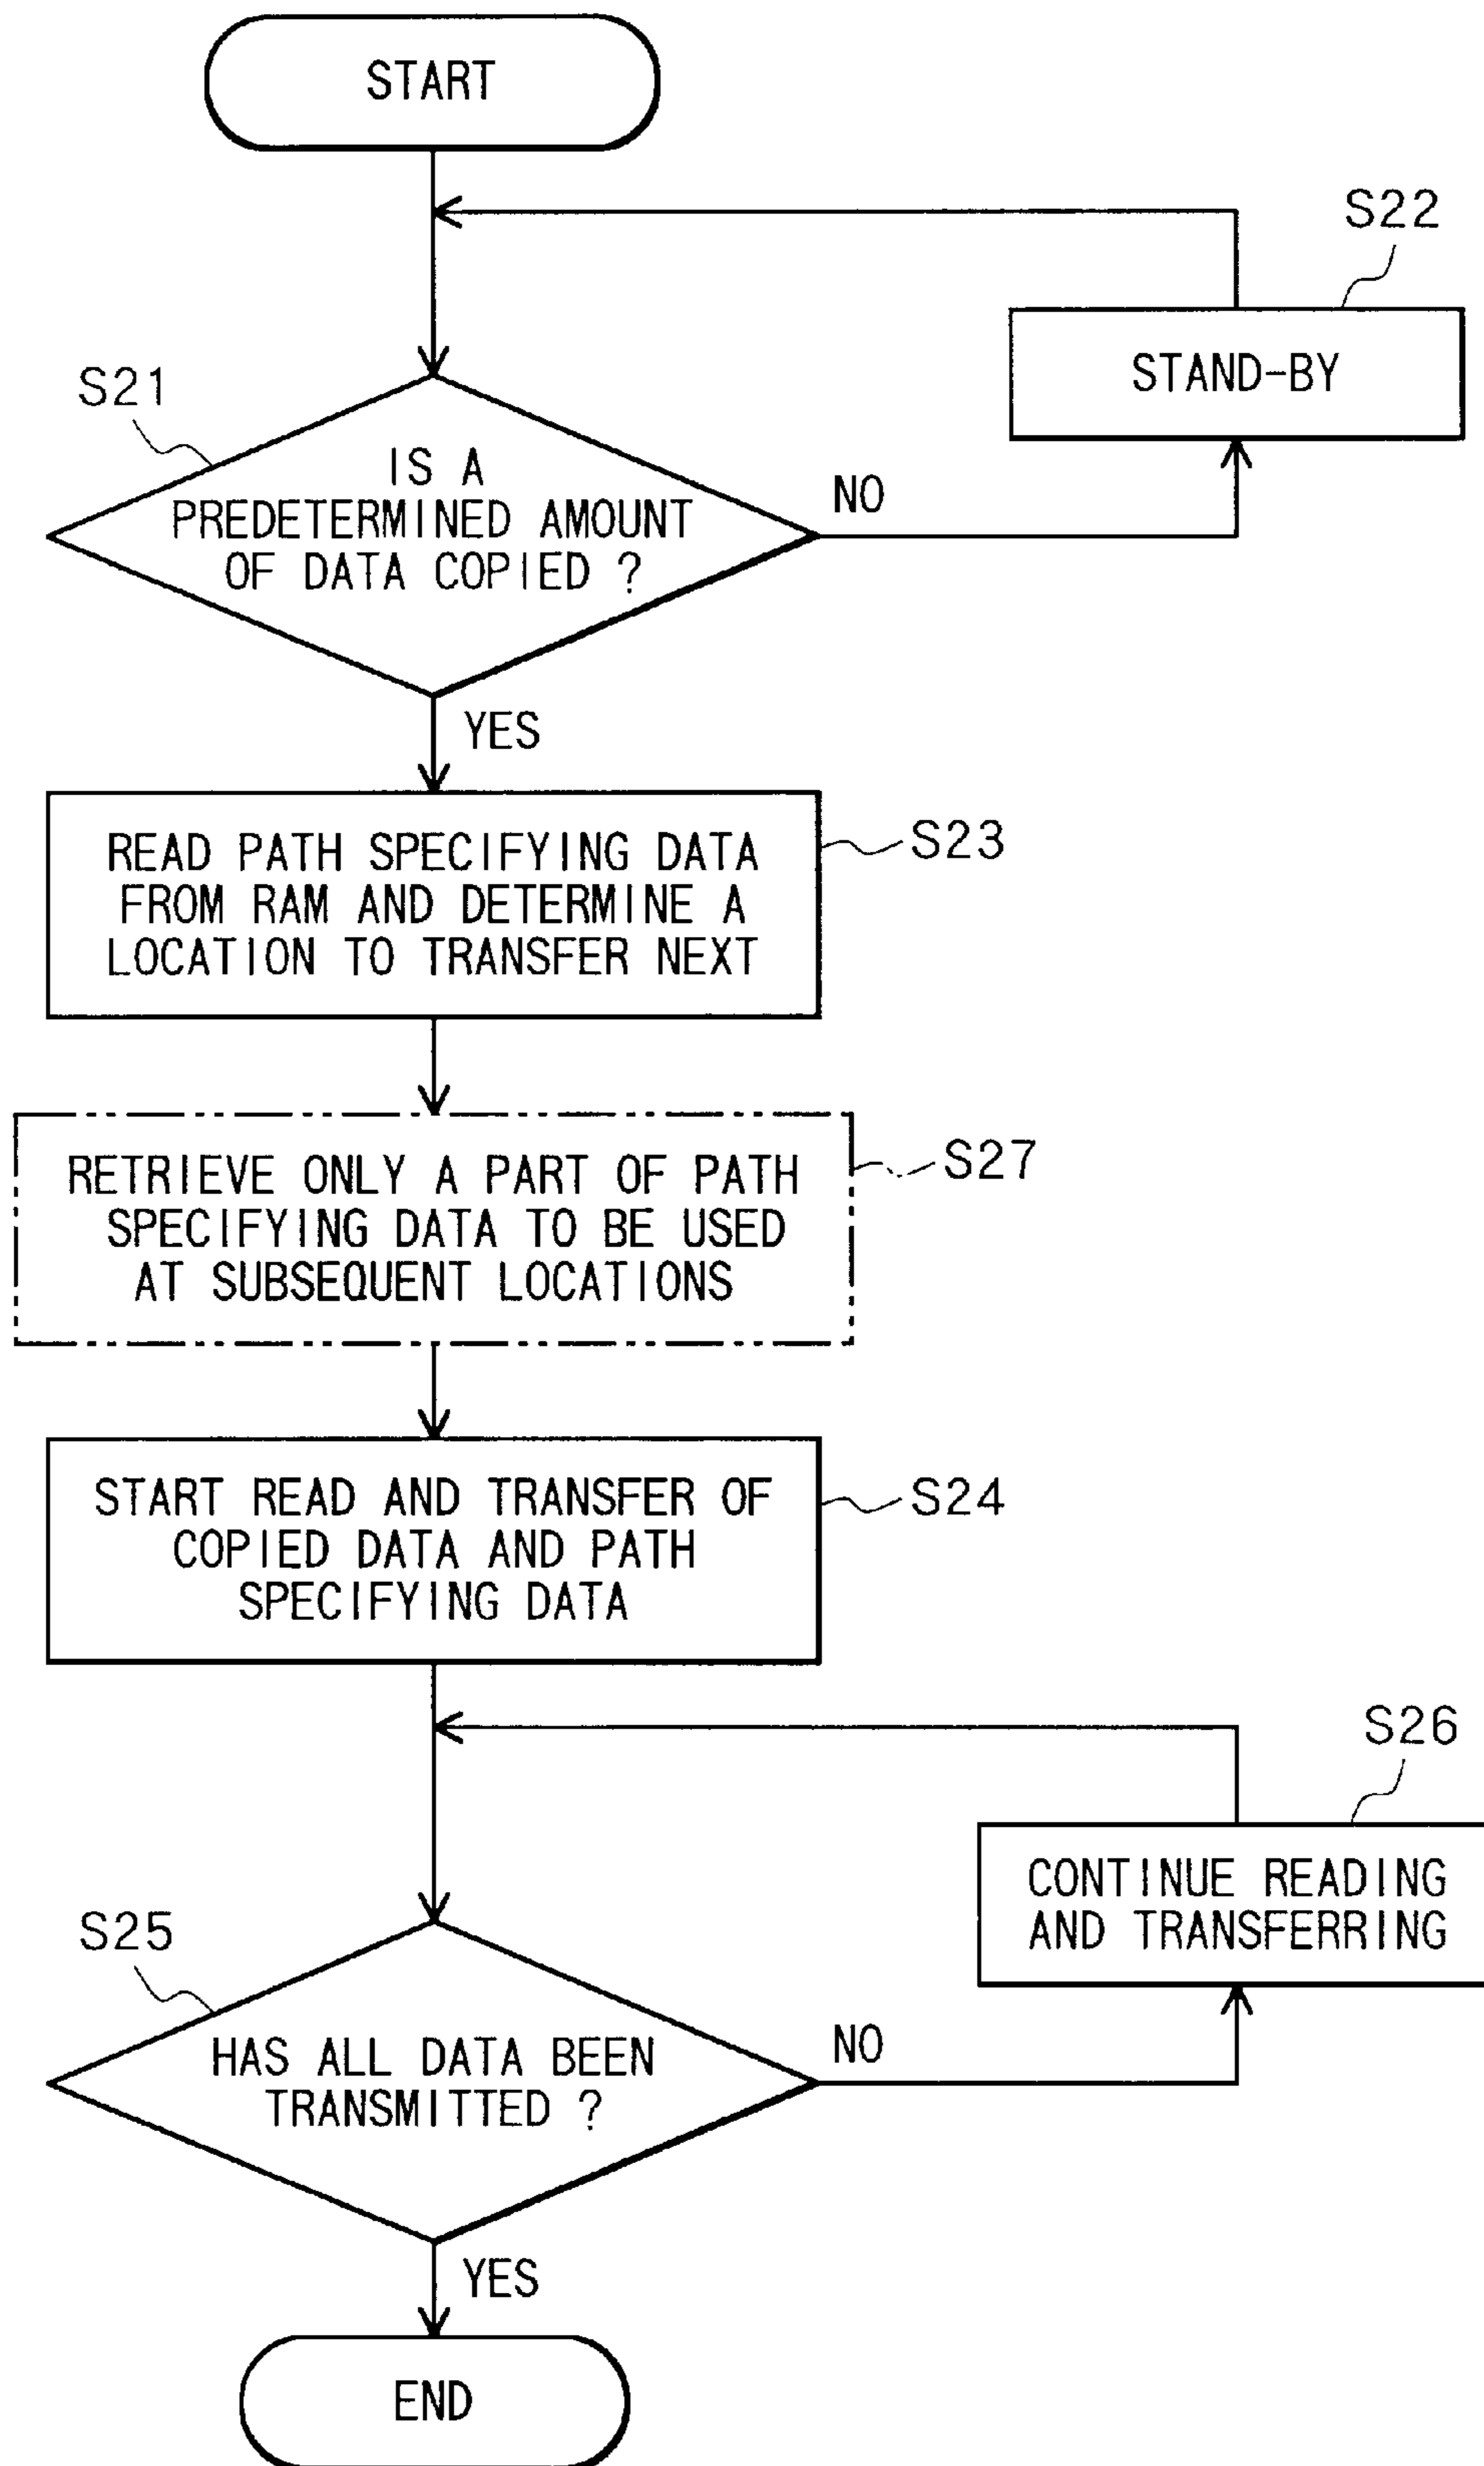 START
S22
STAND-BY
S21
IS A
PREDETERMINED AMOUNT
OF DATA COPIED ?
NO
YES
READ PATH SPECIFYING DATA
FROM RAM AND DETERMINE A
LOCATION TO TRANSFER NEXT
S23
RETRIEVE ONLY A PART OF PATH
SPECIFYING DATA TO BE USED
AT SUBSEQUENT LOCATIONS
S27
START READ AND TRANSFER OF
COPIED DATA AND PATH
SPECIFYING DATA
S24
S26
CONTINUE READING
AND TRANSFERRING
S25
HAS ALL DATA BEEN
TRANSMITTED ?
NO
YES
END